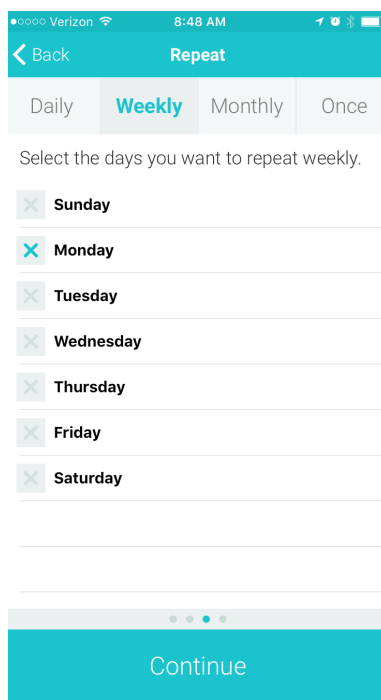 Verizon 8:48 AM
Back Repeat
Daily Weekly Monthly Once
Select the days you want to repeat weekly.
Sunday
Monday
Tuesday
Wednesday
Thursday
Friday
Saturday
Continue